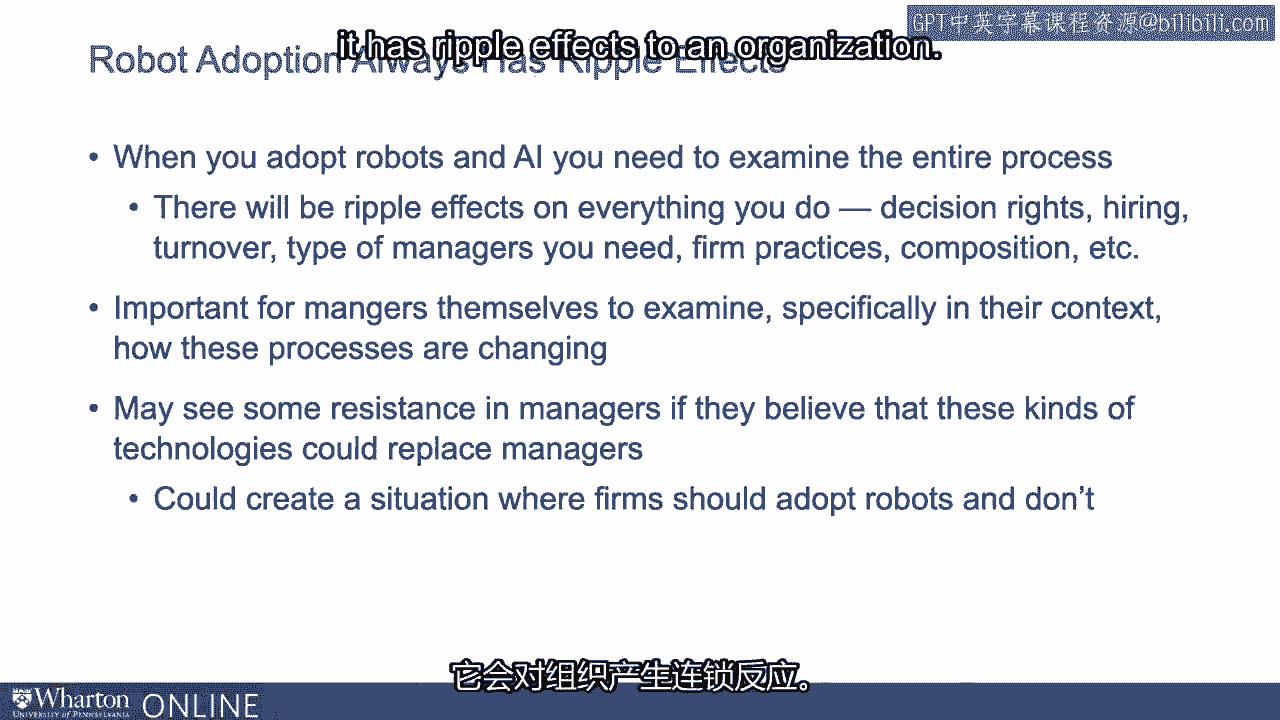 GPT中英字幕课程资源@bilibili.com
it has ripple effects to an organization.
Robot Adoption Always Has Ripple Effects
• When you adopt robots and AI you need to examine the entire process
• There will be ripple effects on everything you do — decision rights, hiring,
turnover, type of managers you need, firm practices, composition, etc.
• Important for mangers themselves to examine, specifically in their context,
how these processes are changing
• May see some resistance in managers if they believe that these kinds of
technologies could replace managers
• Could create a situation where firms should adopt robots and don't
它会对组织产生连锁反应。
Wharton ONLINE
UNIVERSITY OF PENNSYLVANIA